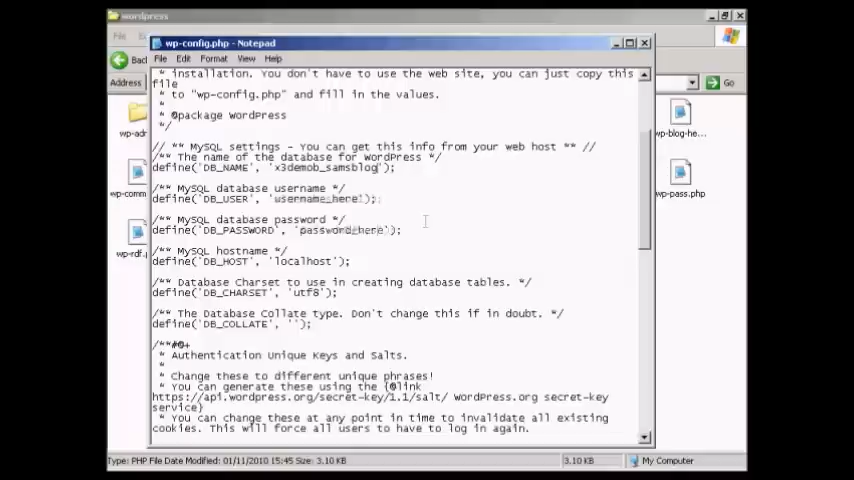 wordpress
wp-config.php - Notepad
File Edit Format View Help
Back
Address
Go
* installation. You don't have to use the web site, you can just copy this
file
* to "wp-config.php" and fill in the values.
*
* @package WordPress
*/
// ** MySQL settings - You can get this info from your web host ** //
/** The name of the database for WordPress */
define('DB_NAME', 'x3demob_samsblog');
/** MySQL database username */
define('DB_USER', 'username_here');
/** MySQL database password */
define('DB_PASSWORD', 'password_here');
/** MySQL hostname */
define('DB_HOST', 'localhost');
/** Database Charset to use in creating database tables. */
define('DB_CHARSET', 'utf8');
/** The Database Collate type. Don't change this if in doubt. */
define('DB_COLLATE', '');
/**#@+
* Authentication Unique Keys and Salts.
*
* Change these to different unique phrases!
* You can generate these using the {@link
https://api.wordpress.org/secret-key/1.1/salt/ WordPress.org secret-key
service}
* You can change these at any point in time to invalidate all existing
cookies. This will force all users to have to log in again.
wp-adr
wp-comm
wp-rdf.
wp-blog-he...
wp-pass.php
Type: PHP File Date Modified: 01/11/2010 15:45 Size: 3.10 KB
3.10 KB
My Computer